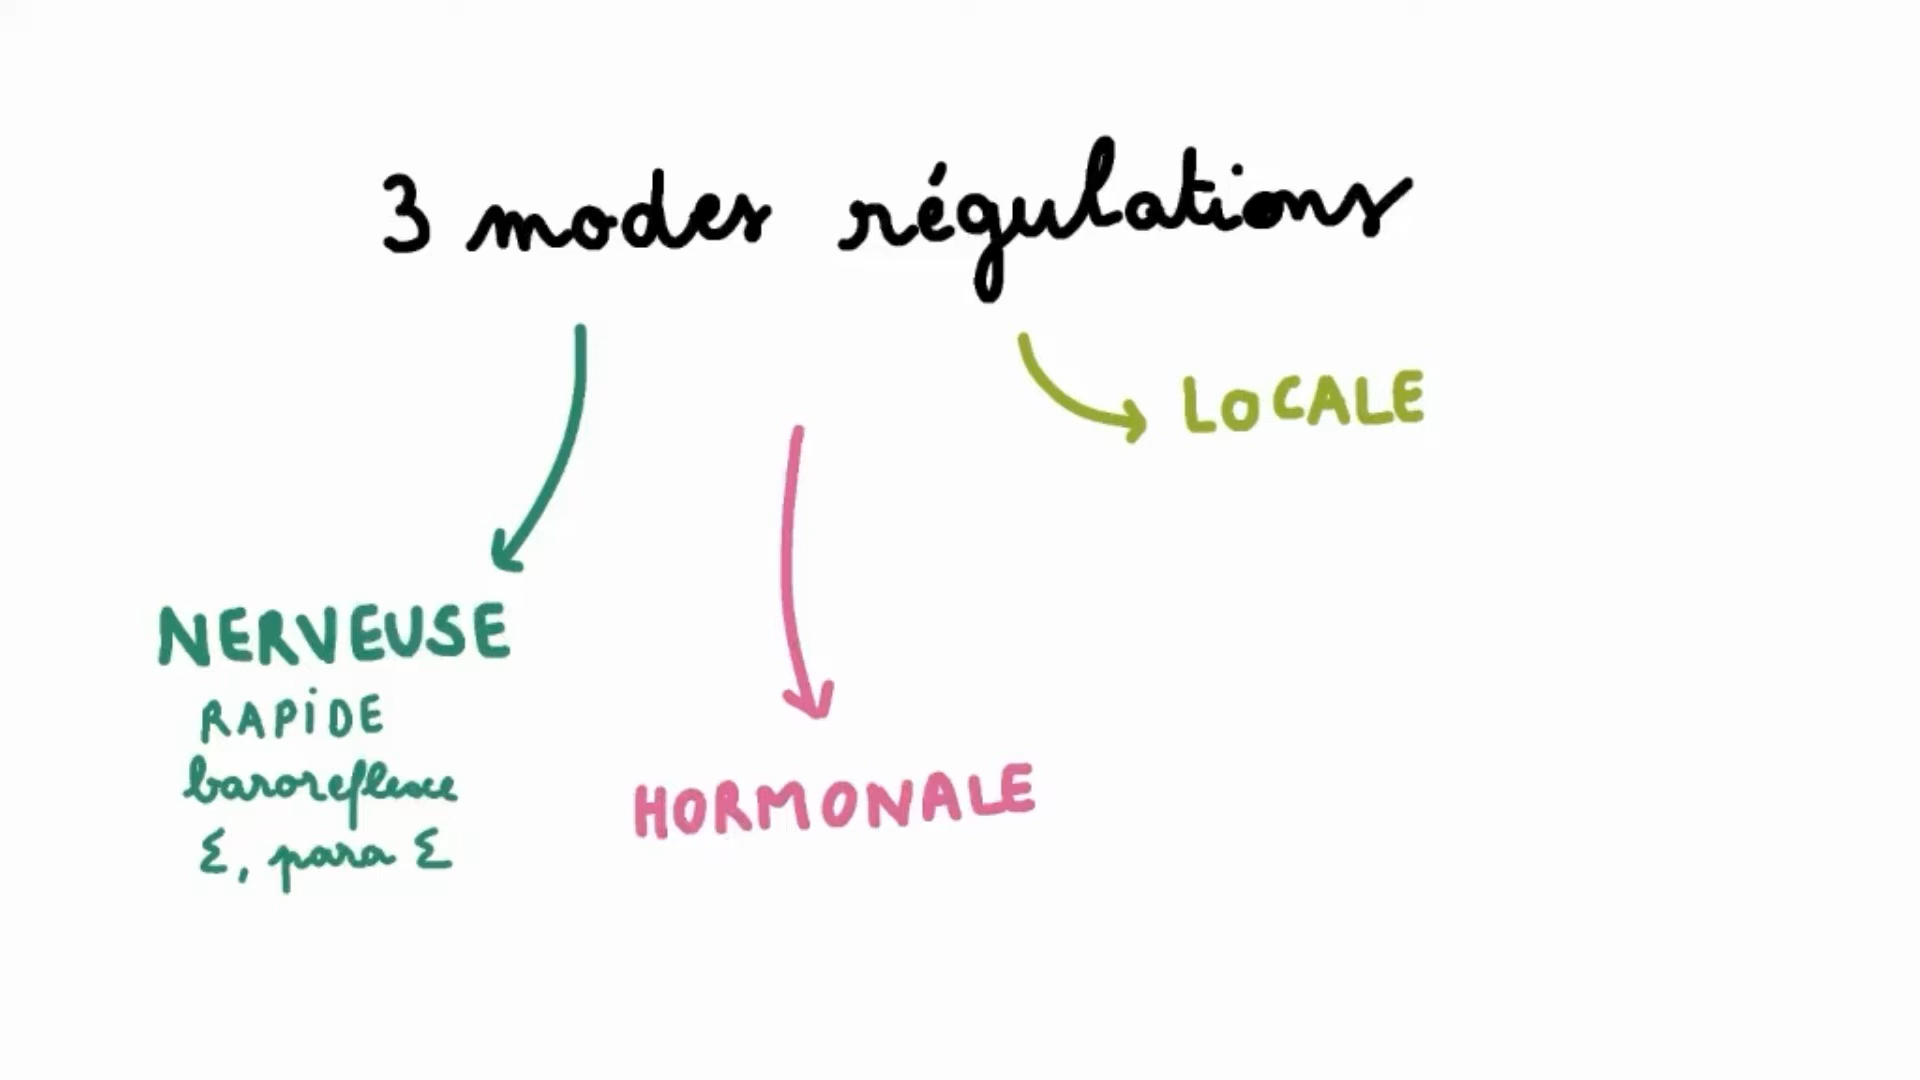 3 modes régulations
LOCALE
NERVEUSE
RAPIDE
baroreflexe
Σ, para Σ
HORMONALE